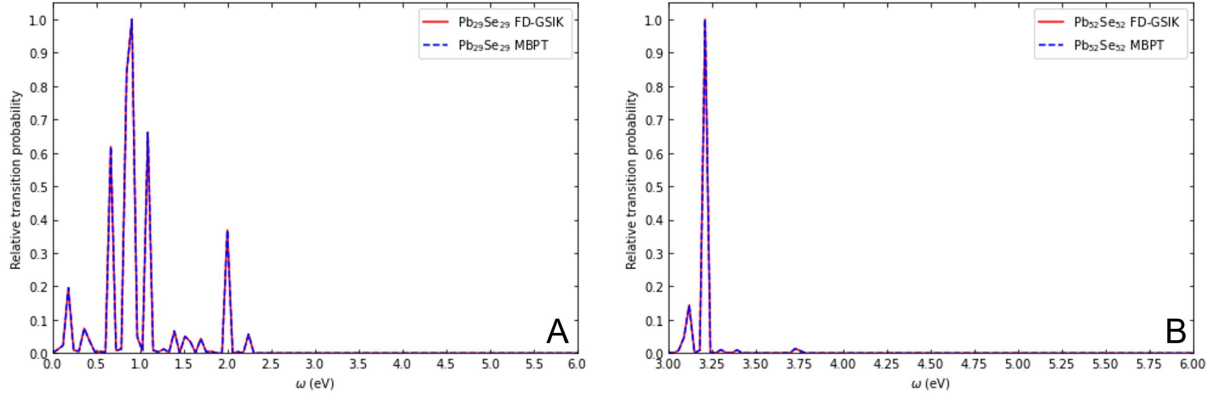 Relative transition probability
1.0
0.9
0.8
0.7
0.6
0.5
0.4
0.3
0.2
0.1
0.0
0.0 0.5 1.0 1.5 2.0 2.5 3.0 3.5 4.0 4.5 5.0 5.5 6.0
ω (eV)
Pb₂₉Se₂₉ FD-GSIK
Pb₂₉Se₂₉ MBPT
A
Relative transition probability
1.0
0.9
0.8
0.7
0.6
0.5
0.4
0.3
0.2
0.1
0.0
3.00 3.25 3.50 3.75 4.00 4.25 4.50 4.75 5.00 5.25 5.50 5.75 6.00
ω (eV)
Pb₅₂Se₅₂ FD-GSIK
Pb₅₂Se₅₂ MBPT
B